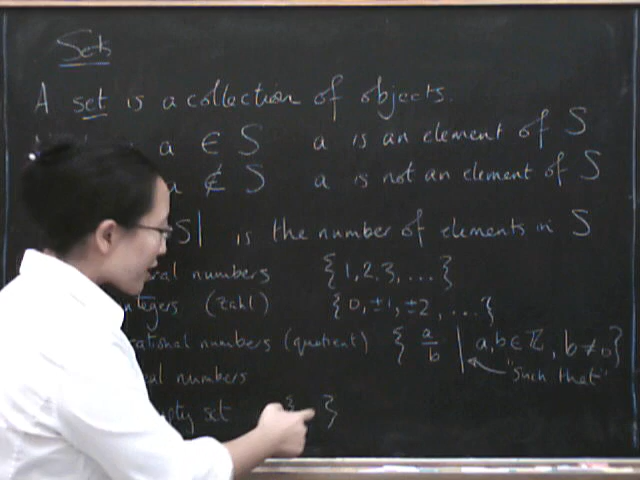 Sets
A set is a collection of objects.
a ∈ S a is an element of S
a ∉ S a is not an element of S
S| is the number of elements in S
ral numbers {1,2,3,....}
ntegers (Zahl) {0, ±1, ±2, ....}
ational numbers (quotient) { a/b | a,b ∈ ℤ, b ≠ 0}
"such that"
al numbers
pty set { }